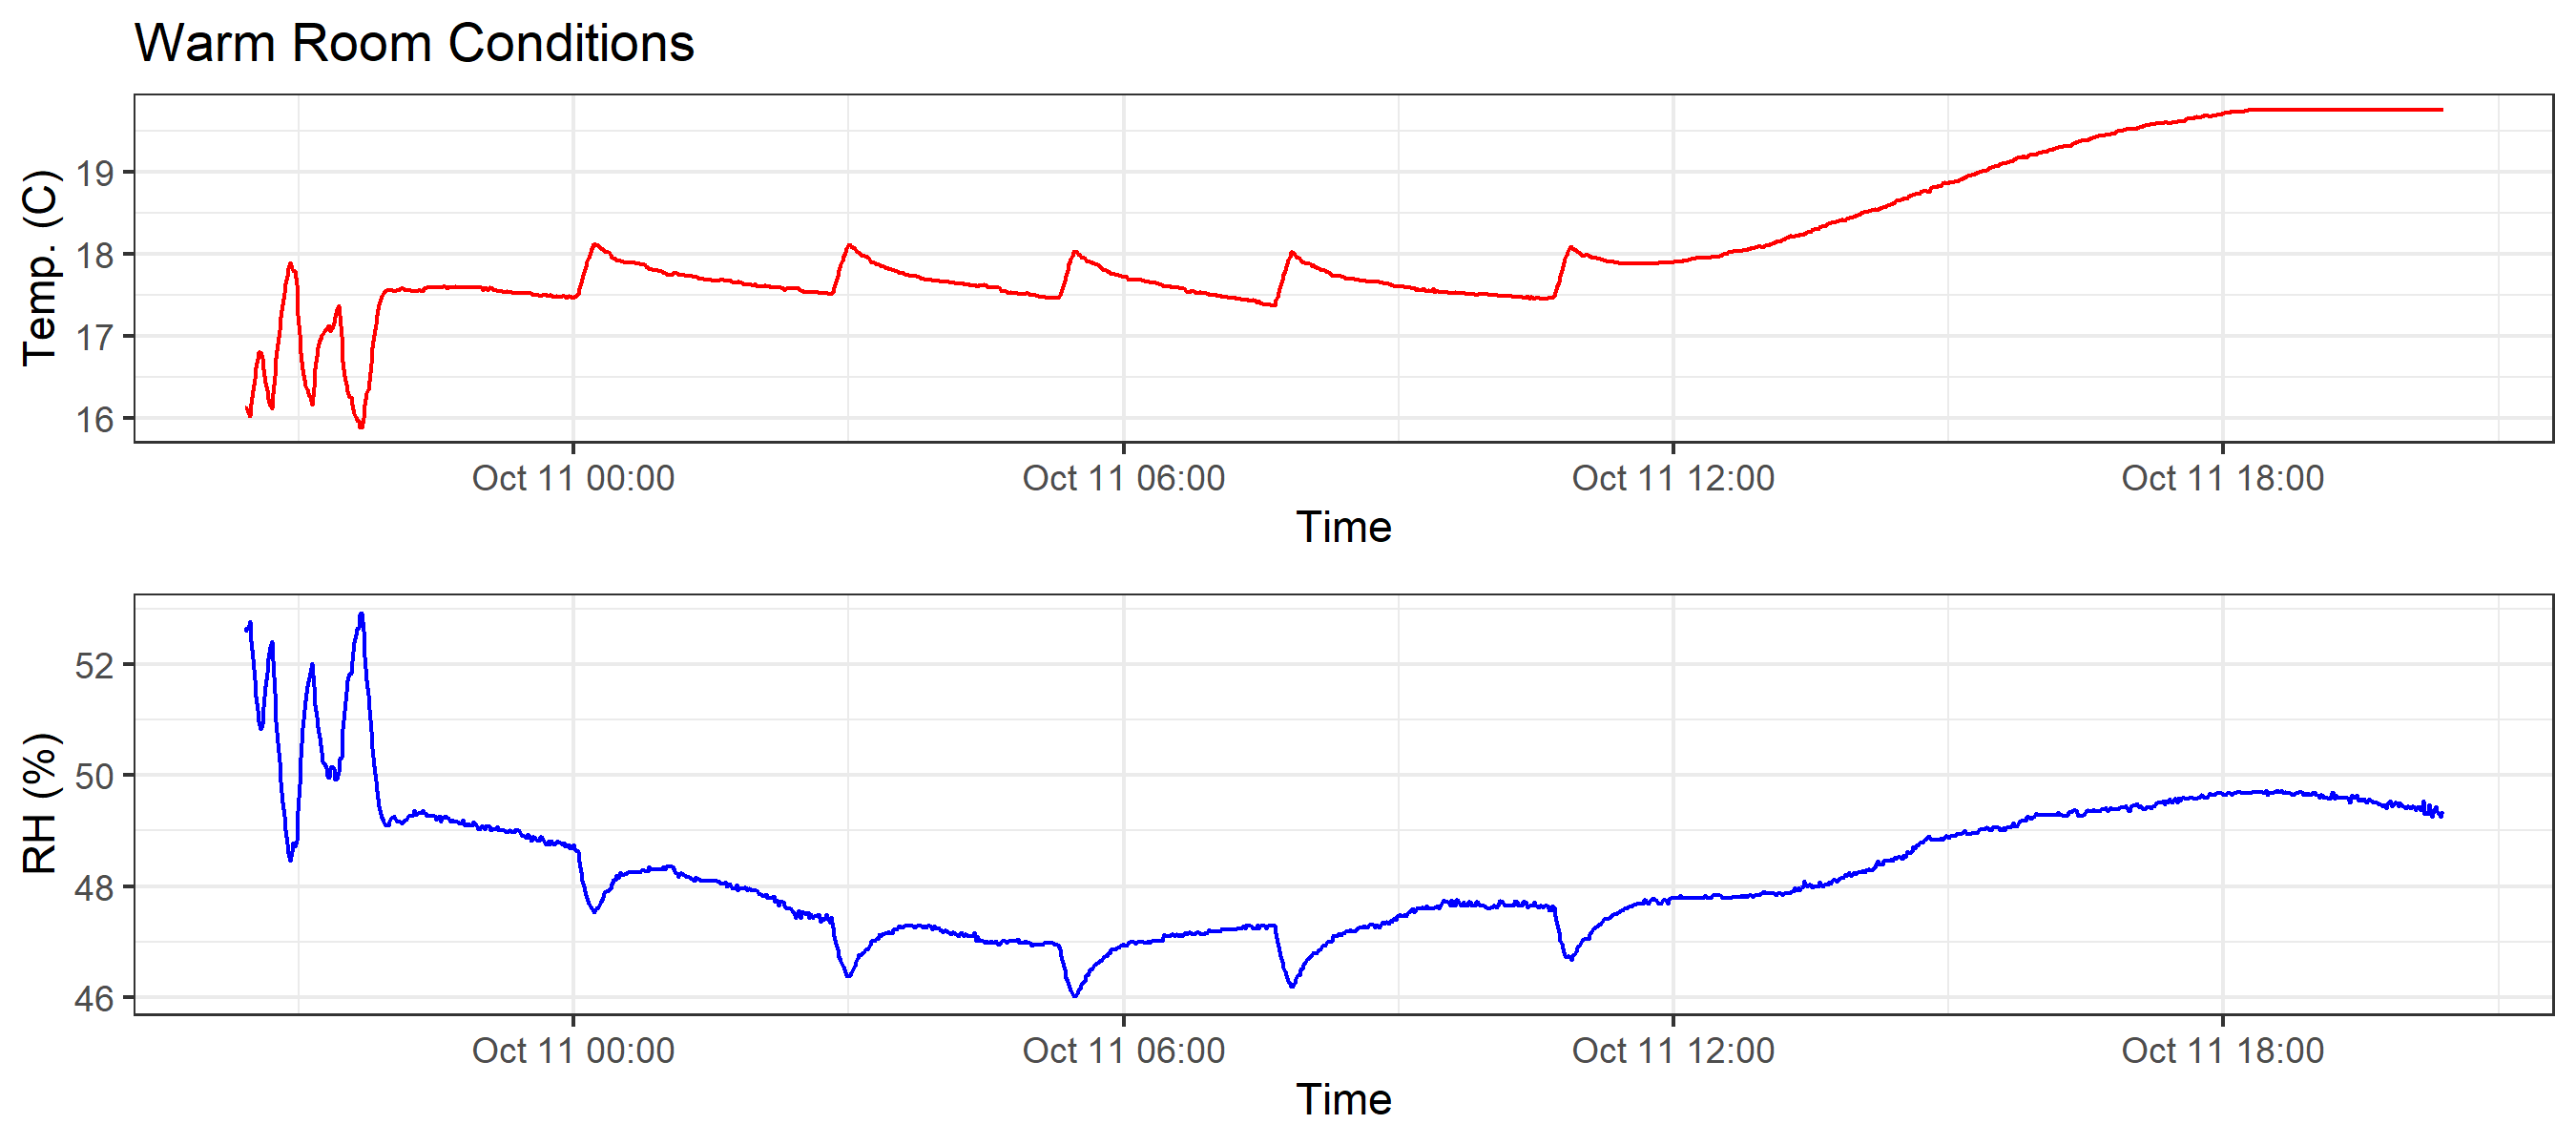 Warm Room Conditions
Temp. (C)
19
18
17
16
Oct 11 00:00 Oct 11 06:00 Oct 11 12:00 Oct 11 18:00
Time
RH (%)
52
50
48
46
Oct 11 00:00 Oct 11 06:00 Oct 11 12:00 Oct 11 18:00
Time